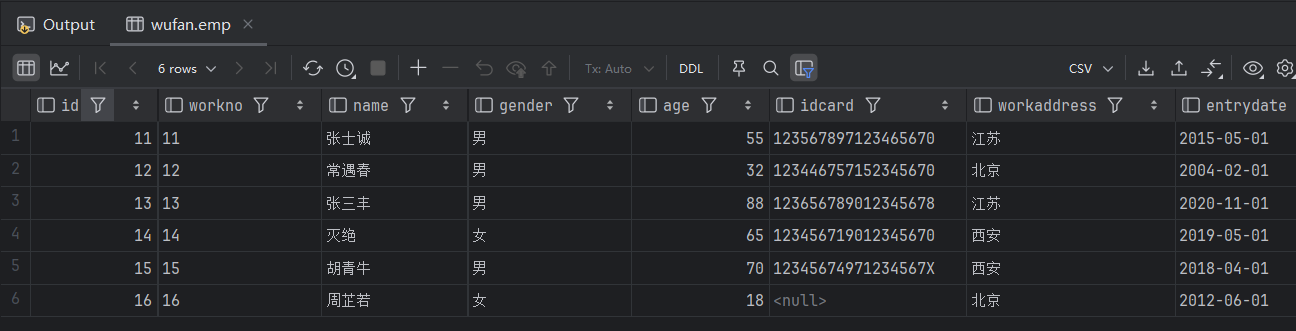 Output wufan.emp
6 rows Tx: Auto DDL CSV
id workno name gender age idcard workaddress entrydate
1 11 11 张士诚 男 55 123567897123465670 江苏 2015-05-01
2 12 12 常遇春 男 32 123446757152345670 北京 2004-02-01
3 13 13 张三丰 男 88 123656789012345678 江苏 2020-11-01
4 14 14 灭绝 女 65 123456719012345670 西安 2019-05-01
5 15 15 胡青牛 男 70 12345674971234567X 西安 2018-04-01
6 16 16 周芷若 女 18 <null> 北京 2012-06-01